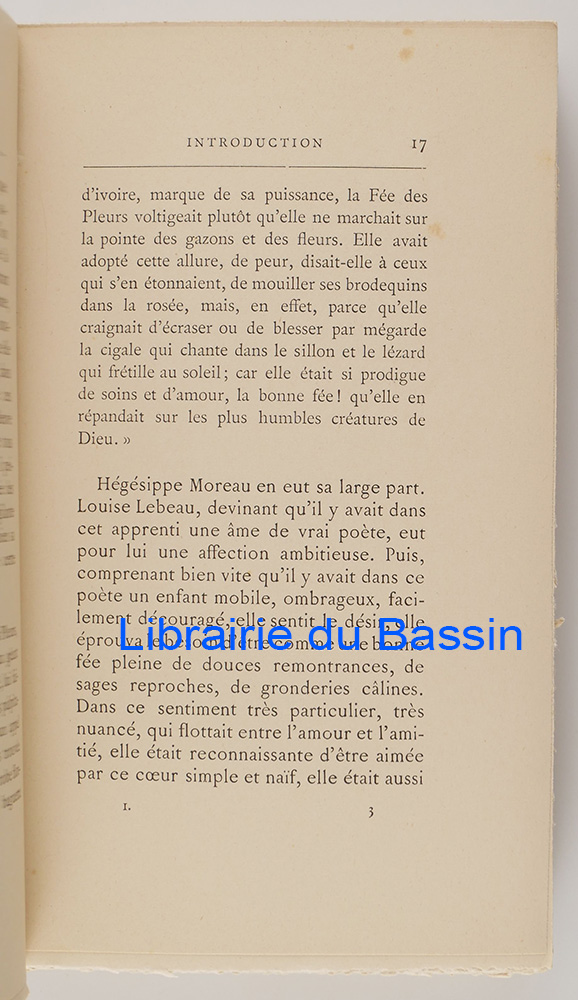 INTRODUCTION 17
d'ivoire, marque de sa puissance, la Fée des
Pleurs voltigeait plutôt qu'elle ne marchait sur
la pointe des gazons et des fleurs. Elle avait
adopté cette allure, de peur, disait-elle à ceux
qui s'en étonnaient, de mouiller ses brodequins
dans la rosée, mais, en effet, parce qu'elle
craignait d'écraser ou de blesser par mégarde
la cigale qui chante dans le sillon et le lézard
qui frétille au soleil; car elle était si prodigue
de soins et d'amour, la bonne fée! qu'elle en
répandait sur les plus humbles créatures de
Dieu. »
Hégésippe Moreau en eut sa large part.
Louise Lebeau, devinant qu'il y avait dans
cet apprenti une âme de vrai poète, eut
pour lui une affection ambitieuse. Puis,
comprenant bien vite qu'il y avait dans ce
poète un enfant mobile, ombrageux, faci-
lement découragé, elle sentit le désir, elle
éprouva le besoin d'être comme une bonne
Librairie du Bassin
fée pleine de douces remontrances, de
sages reproches, de gronderies câlines.
Dans ce sentiment très particulier, très
nuancé, qui flottait entre l'amour et l'ami-
tié, elle était reconnaissante d'être aimée
par ce cœur simple et naïf, elle était aussi
1. 3